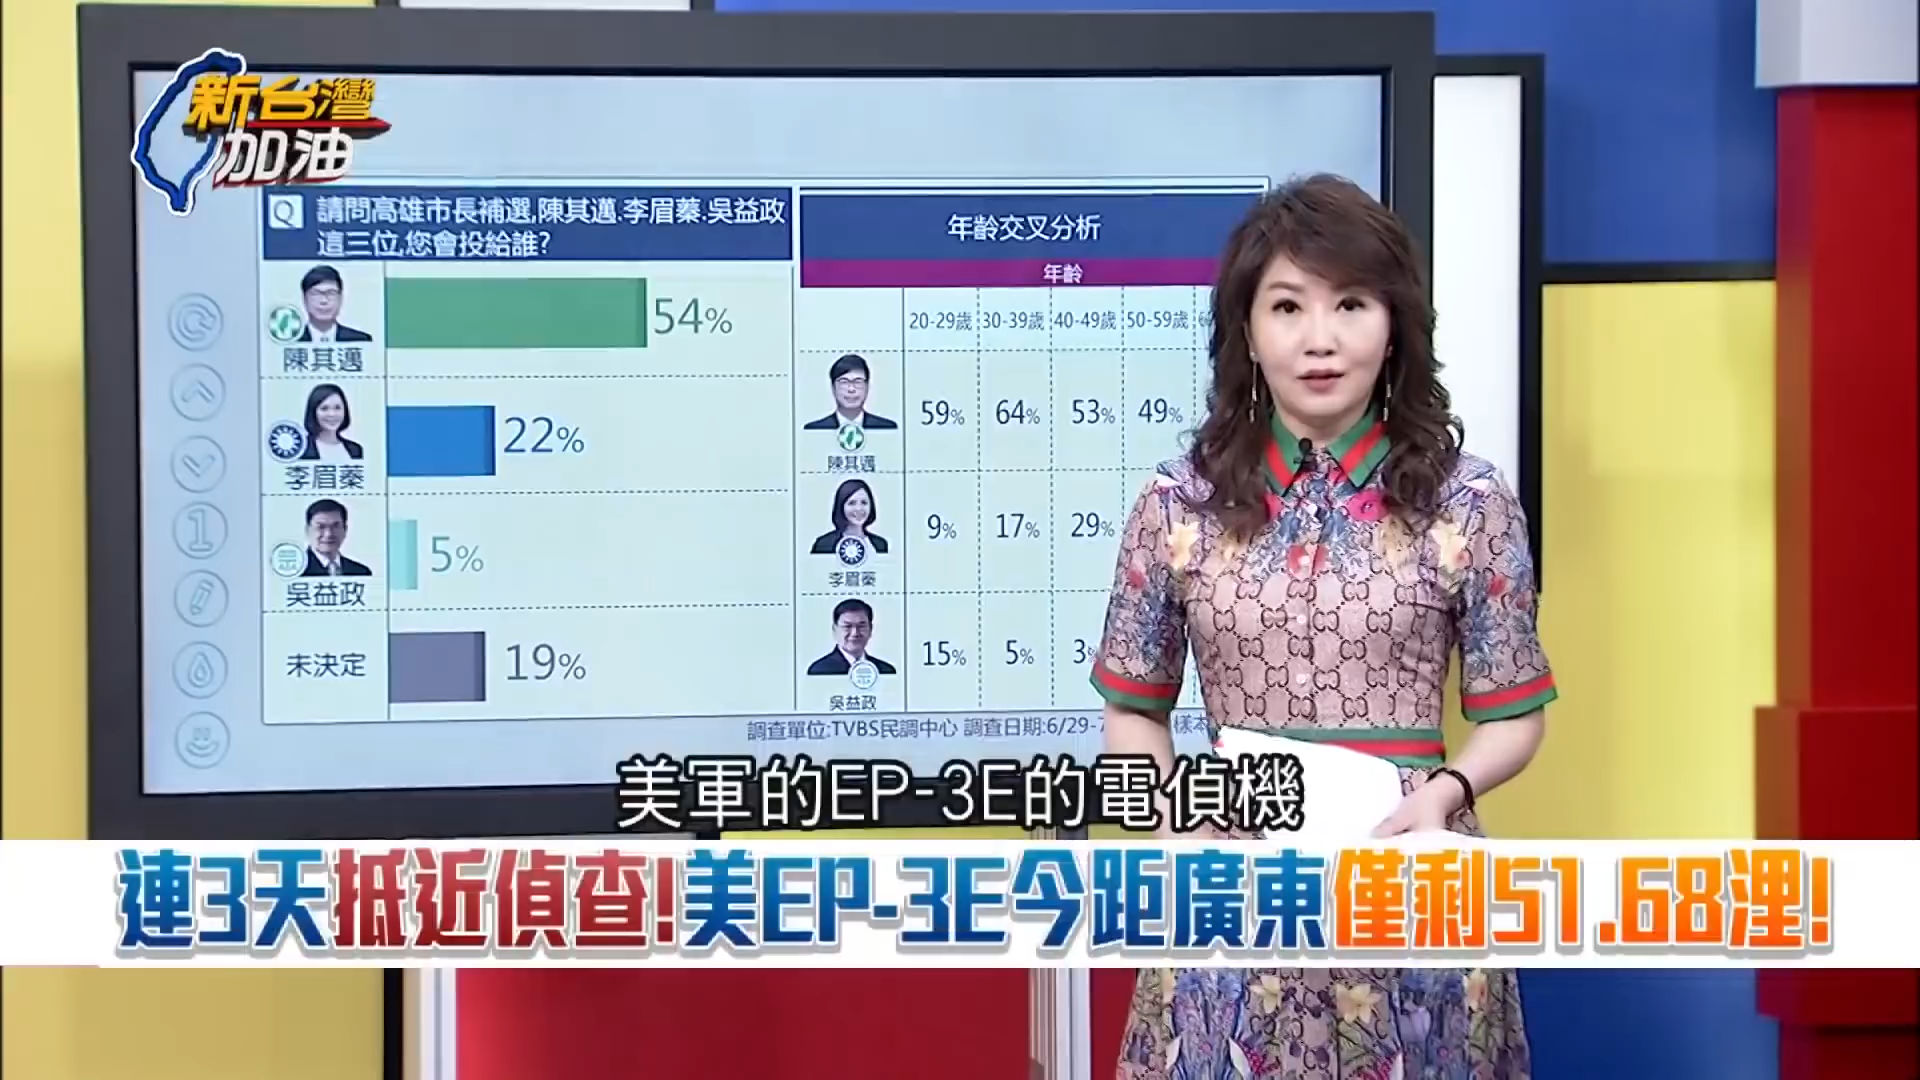 新台灣
加油
Q 請問高雄市長補選,陳其邁.李眉蓁.吳益政
這三位,您會投給誰?
陳其邁
54%
李眉蓁
22%
吳益政
5%
未決定
19%
年齡交叉分析
年齡
20-29歲 30-39歲 40-49歲 50-59歲
陳其邁
59% 64% 53% 49%
李眉蓁
9% 17% 29%
吳益政
15% 5% 3%
調查單位:TVBS民調中心 調查日期:6/29- 樣本
1
美軍的EP-3E的電偵機
連3天抵近偵查!美EP-3E今距廣東僅剩51.68浬!